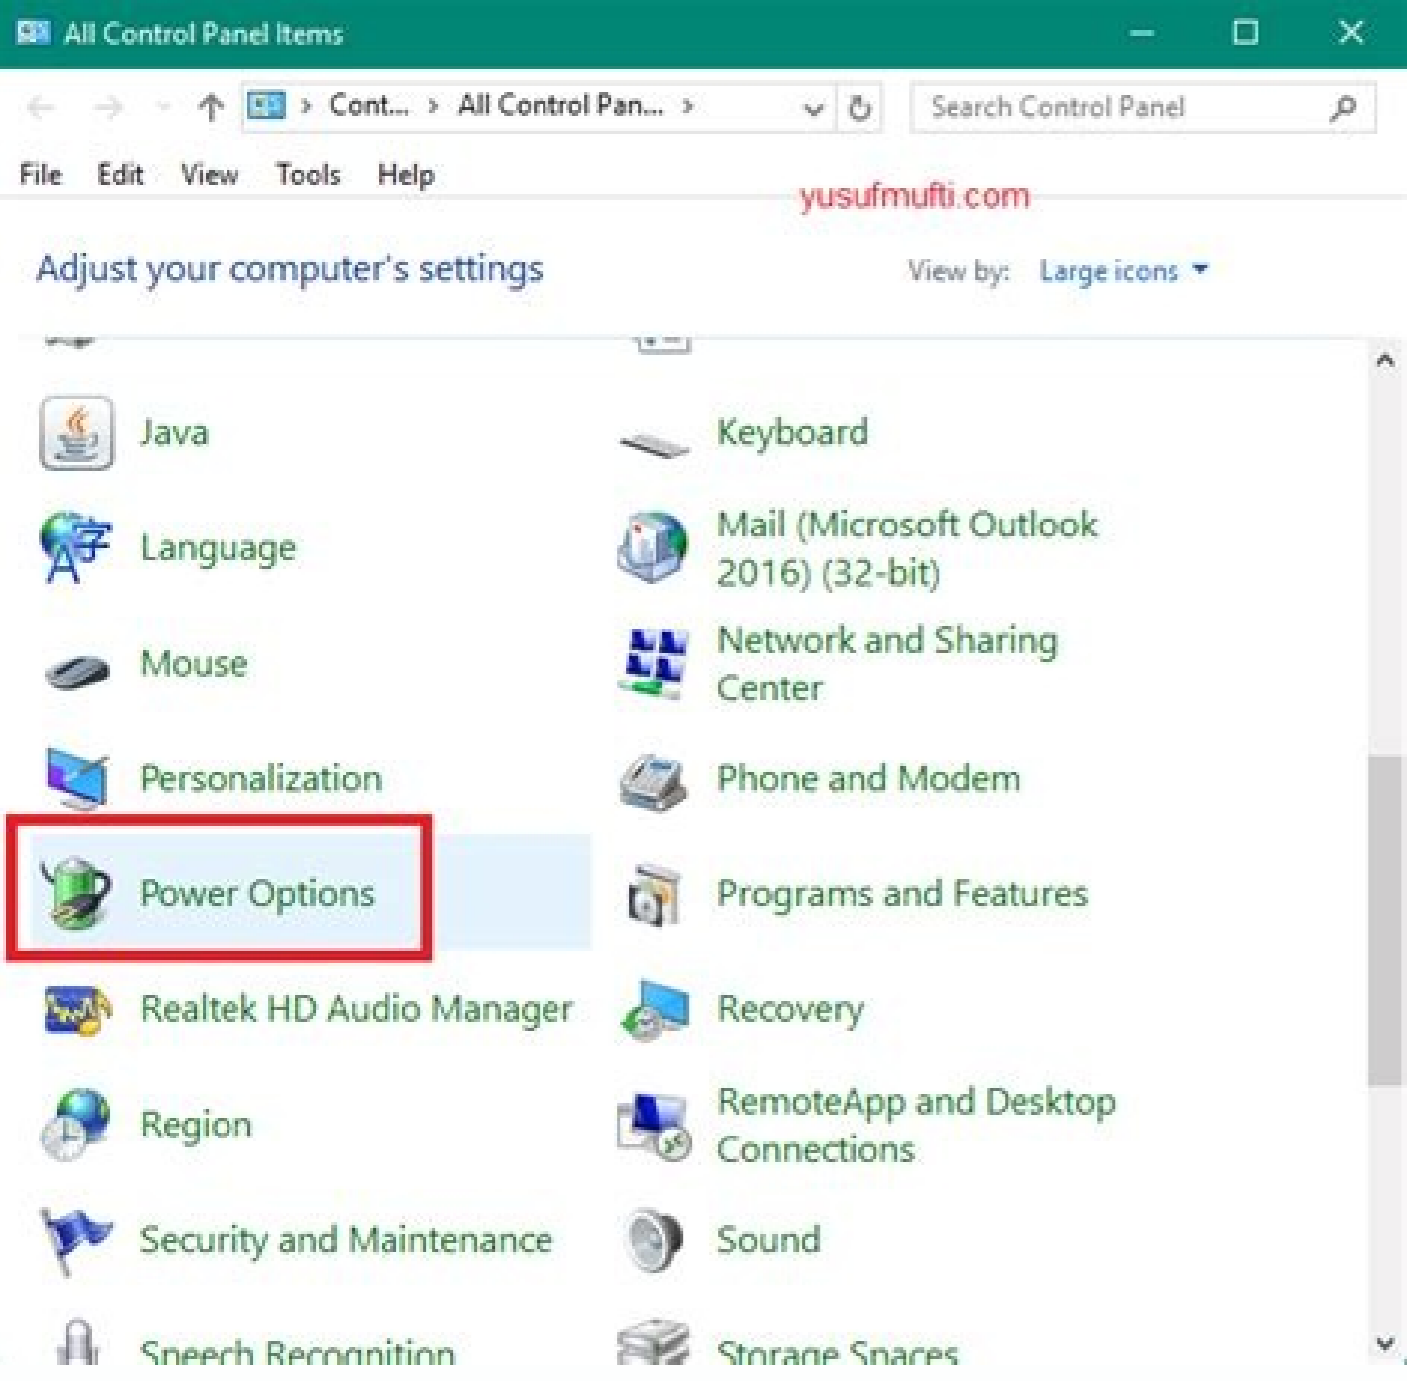 All Control Panel Items
Cont... All Control Pan...
Search Control Panel
File Edit View Tools Help
yusufmufti.com
Adjust your computer's settings
View by: Large icons
Java
Keyboard
Language
Mail (Microsoft Outlook
2016) (32-bit)
Mouse
Network and Sharing
Center
Personalization
Phone and Modem
Power Options
Programs and Features
Realtek HD Audio Manager
Recovery
Region
RemoteApp and Desktop
Connections
Security and Maintenance
Sound
Speech Recognition
Storage Spaces